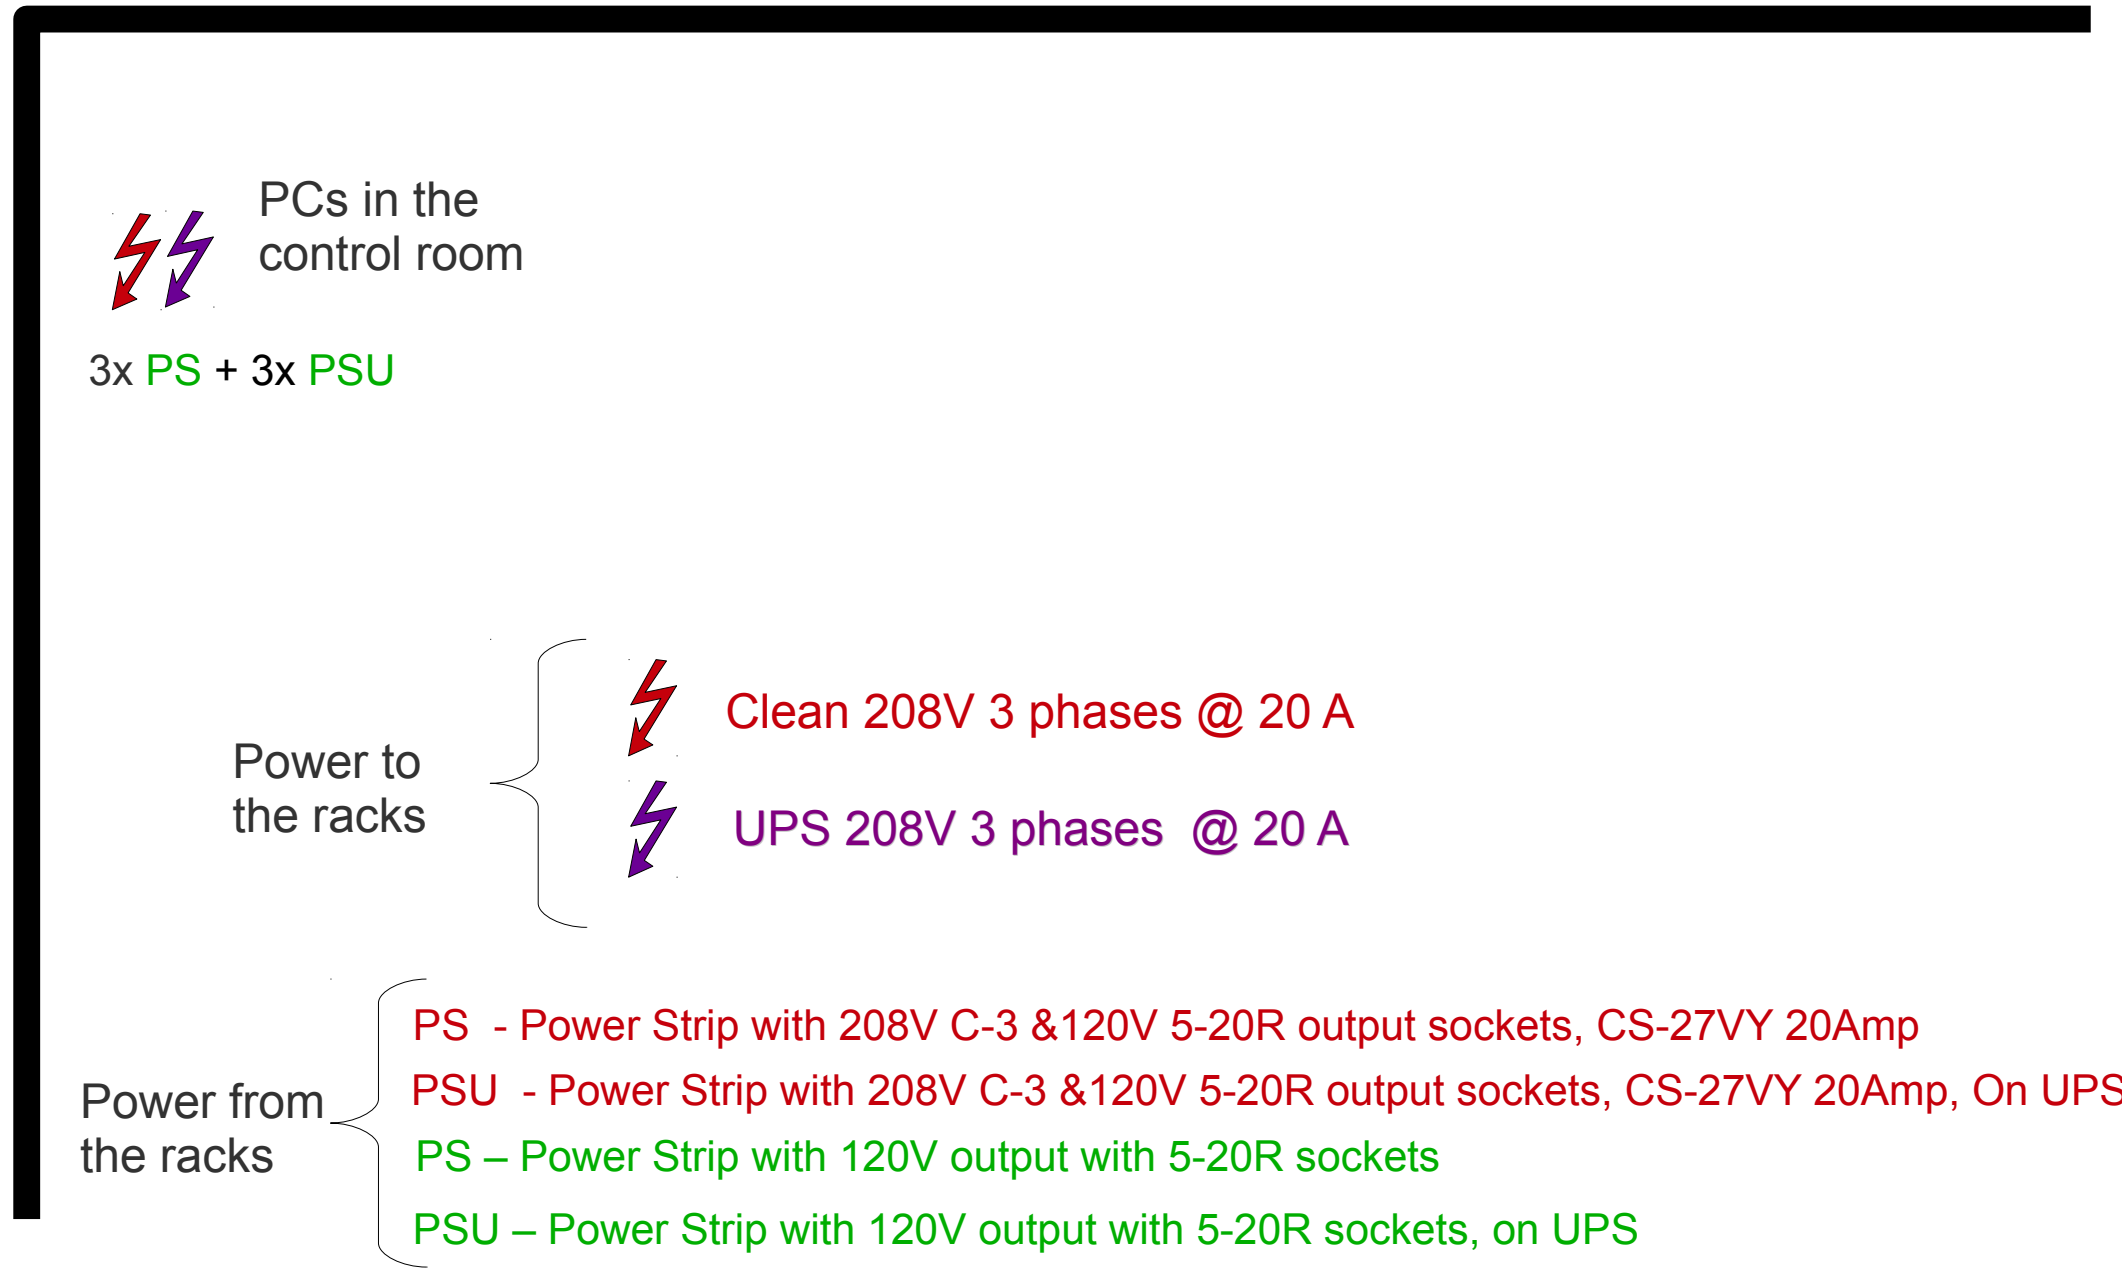 PCs in the
control room
3x PS + 3x PSU
Power to
the racks
Clean 208V 3 phases @ 20 A
UPS 208V 3 phases  @ 20 A
Power from
the racks
PS  - Power Strip with 208V C-3 &120V 5-20R output sockets, CS-27VY 20Amp
PSU  - Power Strip with 208V C-3 &120V 5-20R output sockets, CS-27VY 20Amp, On UPS
PS – Power Strip with 120V output with 5-20R sockets
PSU – Power Strip with 120V output with 5-20R sockets, on UPS